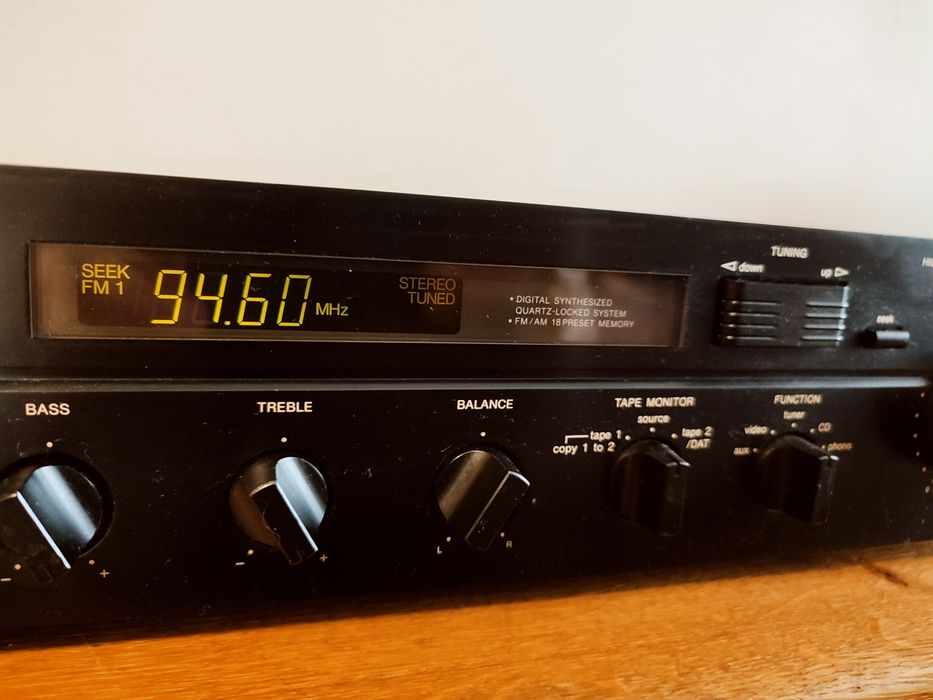 SEEK
FM 1
94.60 MHz
STEREO
TUNED
• DIGITAL SYNTHESIZED
QUARTZ-LOCKED SYSTEM
• FM/AM 18 PRESET MEMORY
TUNING
down
up
seek
BASS
- +
TREBLE
- +
BALANCE
L R
TAPE MONITOR
source
tape 1
tape 2
/DAT
copy 1 to 2
FUNCTION
tuner
video
CD
aux
phono